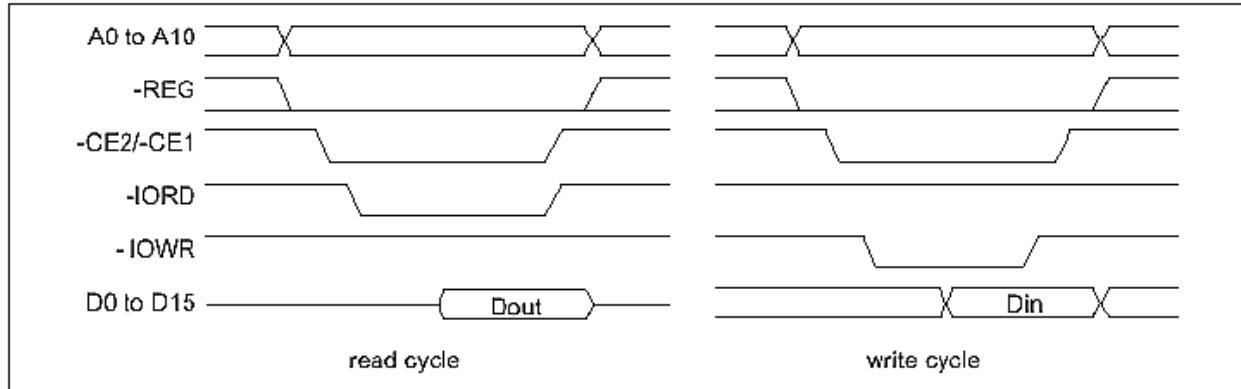 A0 to A10
-REG
-CE2/-CE1
-IORD
-IOWR
D0 to D15
Dout
Din
read cycle
write cycle